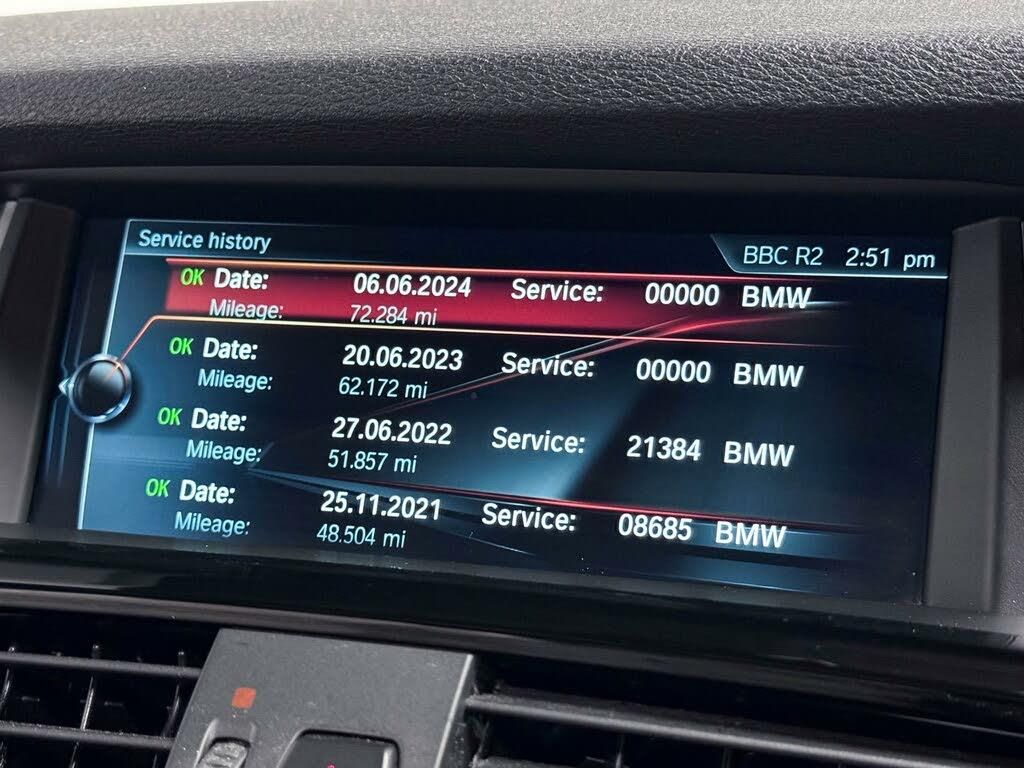 Service history
BBC R2 2:51 pm
OK Date: 06.06.2024 Service: 00000 BMW
Mileage: 72.284 mi
OK Date: 20.06.2023 Service: 00000 BMW
Mileage: 62.172 mi
OK Date: 27.06.2022 Service: 21384 BMW
Mileage: 51.857 mi
OK Date: 25.11.2021 Service: 08685 BMW
Mileage: 48.504 mi